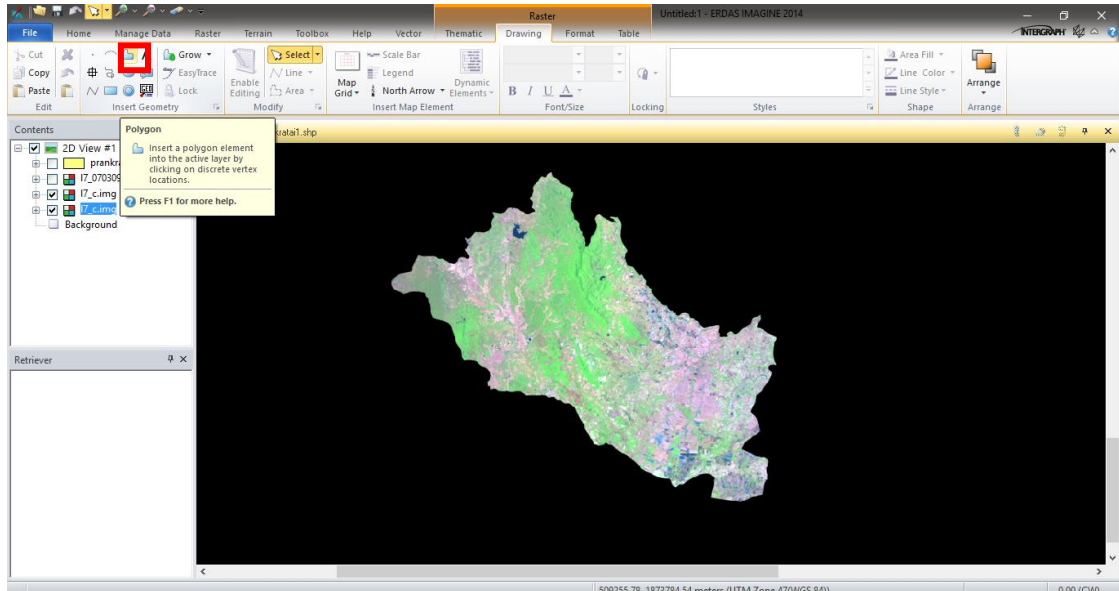 Raster
Untitled:1 - ERDAS IMAGINE 2014
File Home Manage Data Raster Terrain Toolbox Help Vector Thematic Drawing Format Table
INTERGRAPH
Cut
Copy
Paste
Edit
A
Grow
EasyTrace
Lock
Insert Geometry
Enable Editing
Select
Line
Area
Modify
Map Grid
Scale Bar
Legend
North Arrow
Dynamic Elements
Insert Map Element
B I U A
Font/Size
Locking
Styles
Area Fill
Line Color
Line Style
Shape
Arrange
Arrange
Contents
2D View #1
l7_070309
l7_c.img
l7_c.img
Background
Polygon
Insert a polygon element
into the active layer by
clicking on discrete vertex
locations.
Press F1 for more help.
kratai1.shp
Retriever
509255.78, 1873784.54 meters (UTM Zone 47(WGS 84))
0.00 (CW)